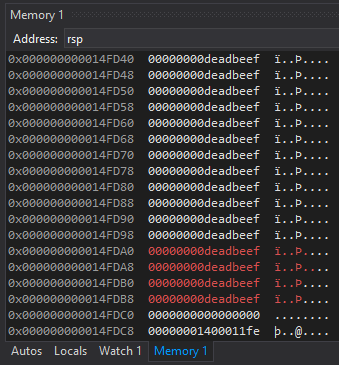 Memory 1
Address: rsp
0x000000000014FD40 00000000deadbeef ï..Þ....
0x000000000014FD48 00000000deadbeef ï..Þ....
0x000000000014FD50 00000000deadbeef ï..Þ....
0x000000000014FD58 00000000deadbeef ï..Þ....
0x000000000014FD60 00000000deadbeef ï..Þ....
0x000000000014FD68 00000000deadbeef ï..Þ....
0x000000000014FD70 00000000deadbeef ï..Þ....
0x000000000014FD78 00000000deadbeef ï..Þ....
0x000000000014FD80 00000000deadbeef ï..Þ....
0x000000000014FD88 00000000deadbeef ï..Þ....
0x000000000014FD90 00000000deadbeef ï..Þ....
0x000000000014FD98 00000000deadbeef ï..Þ....
0x000000000014FDA0 00000000deadbeef ï..Þ....
0x000000000014FDA8 00000000deadbeef ï..Þ....
0x000000000014FDB0 00000000deadbeef ï..Þ....
0x000000000014FDB8 00000000deadbeef ï..Þ....
0x000000000014FDC0 0000000000000000 ........
0x000000000014FDC8 00000001400011fe þ..@....
Autos Locals Watch 1 Memory 1